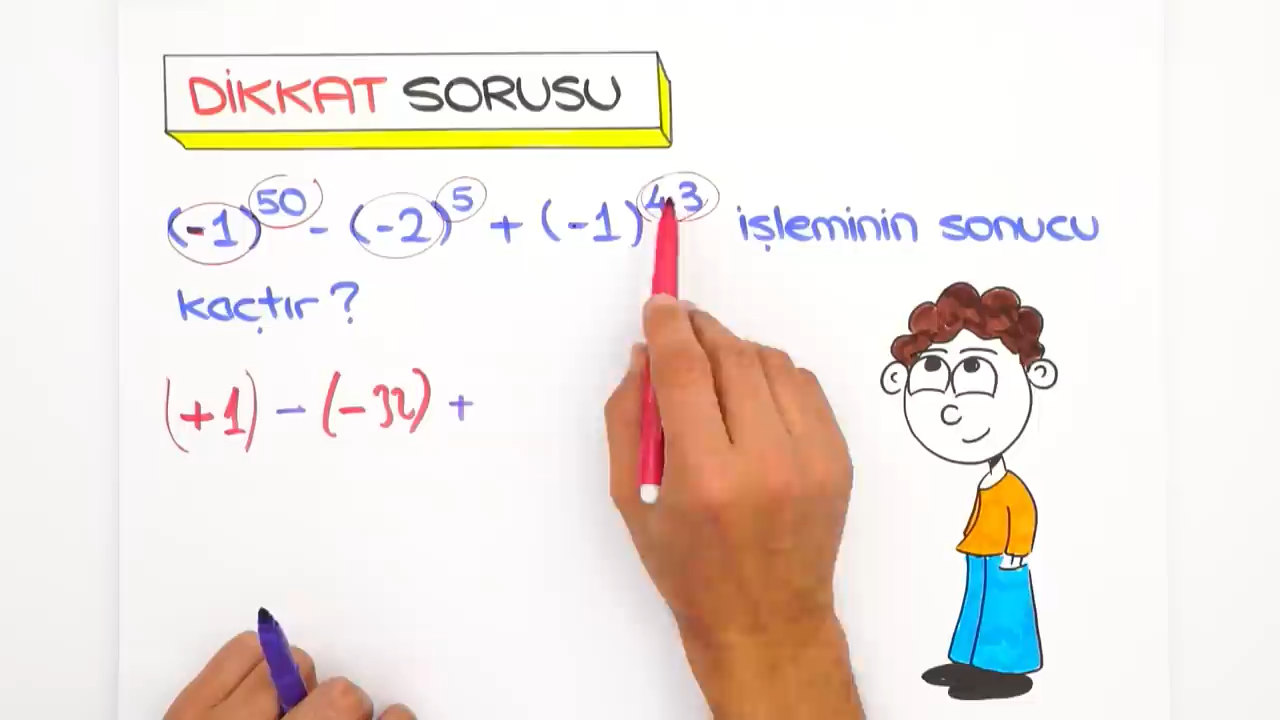 DİKKAT SORUSU
(-1)^50 - (-2)^5 + (-1)^43 işleminin sonucu
kaçtır ?
(+1) - (-32) +